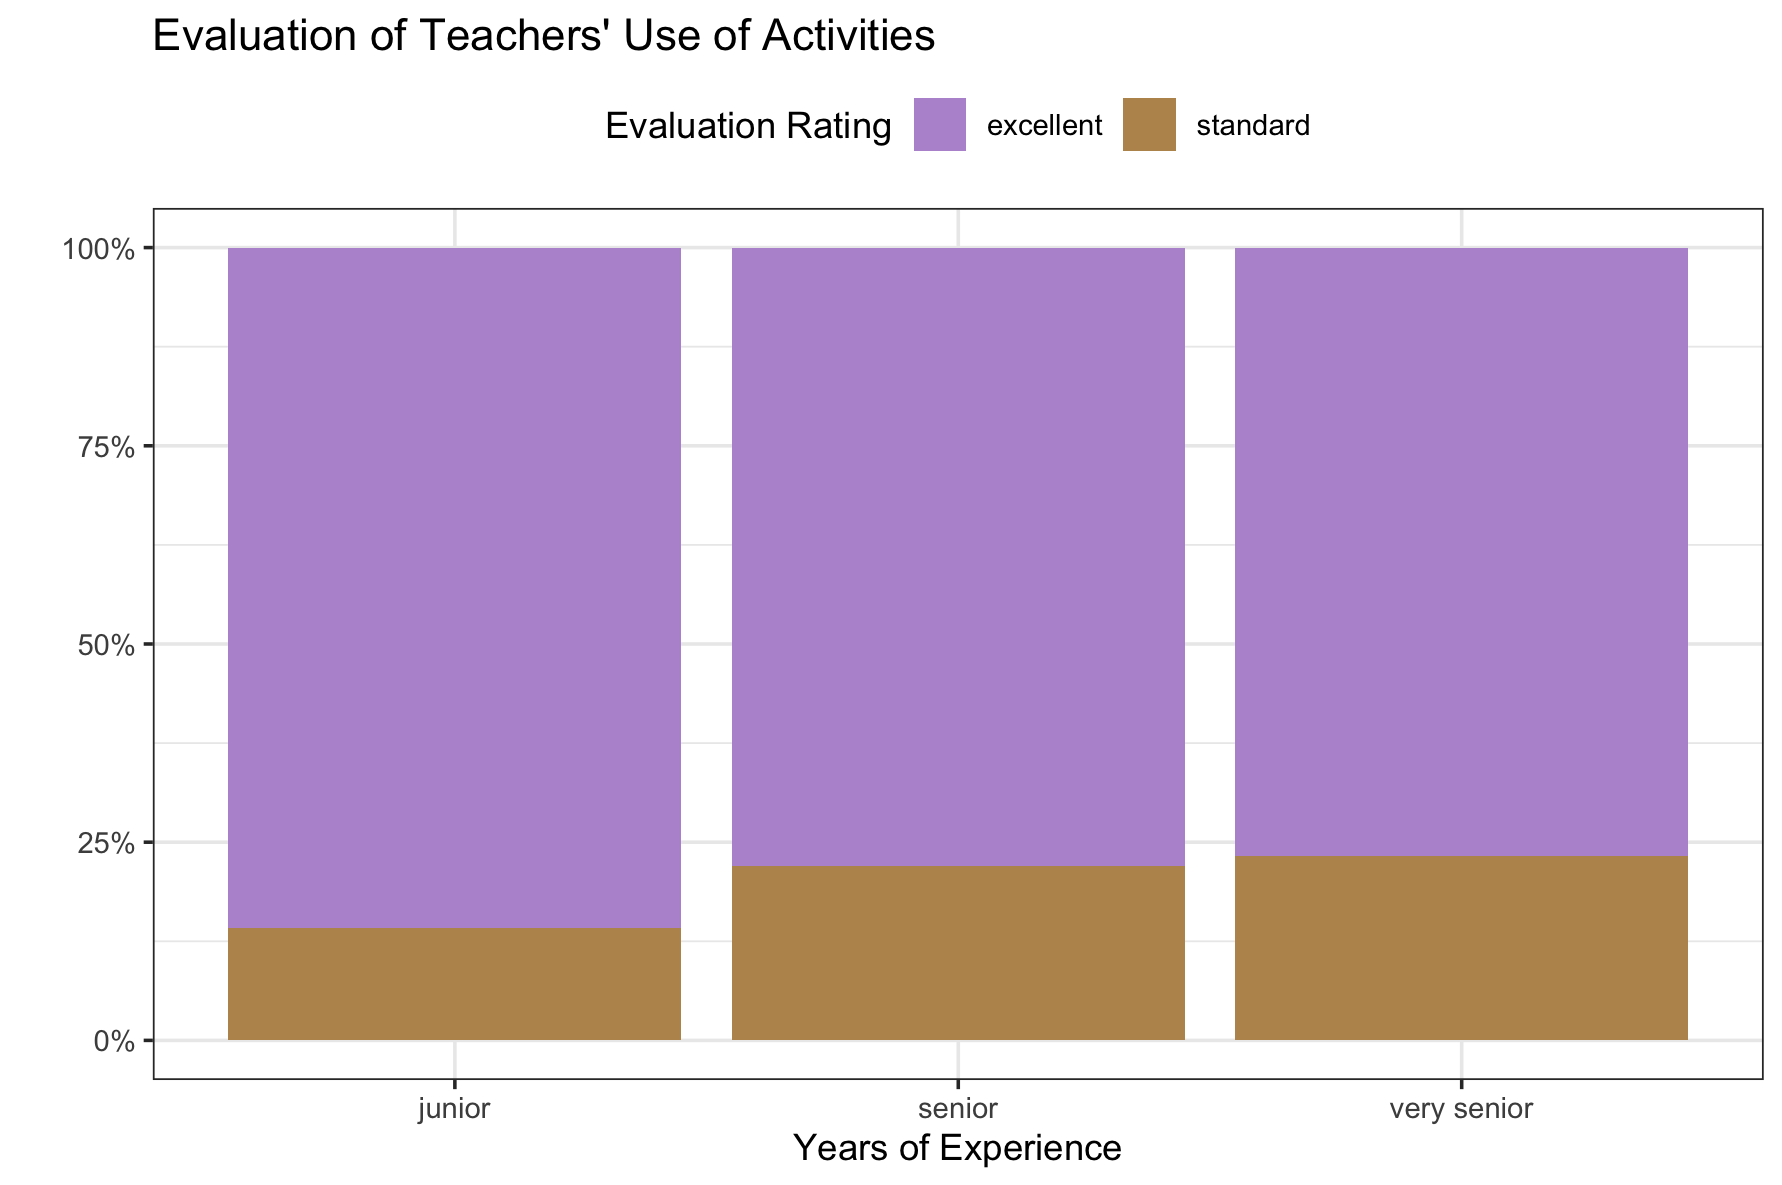 Evaluation of Teachers' Use of Activities
Evaluation Rating excellent standard
100%
75%
50%
25%
0%
junior senior very senior
Years of Experience